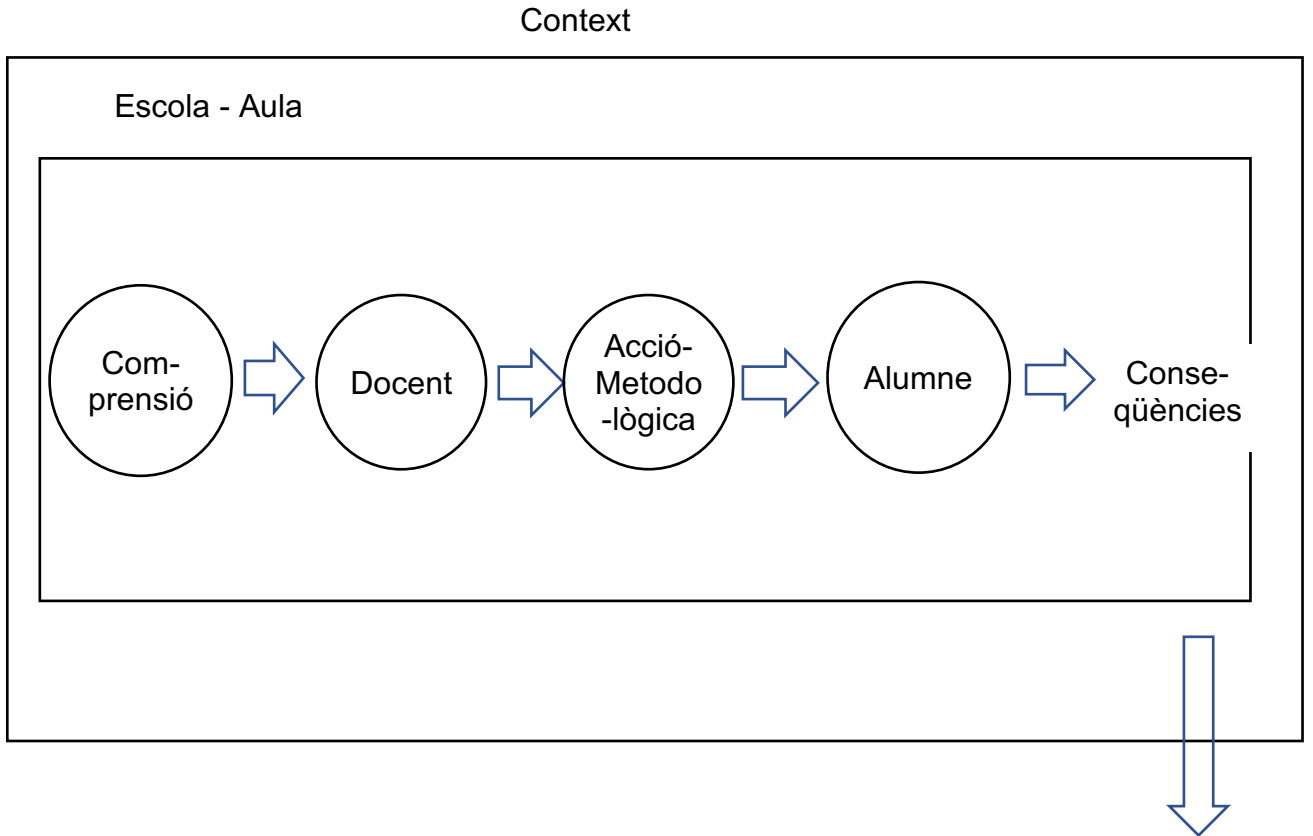 Context
Escola - Aula
Com-
prensió
Docent
Acció-
Metodo
-lògica
Alumne
Conse-
qüències